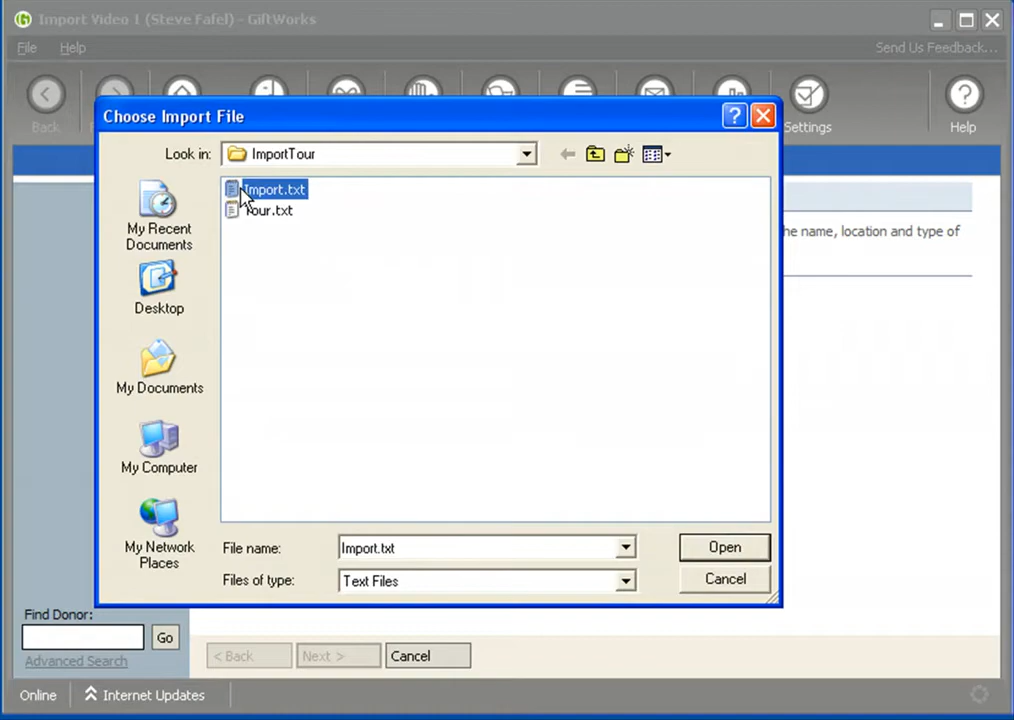 Import Video 1 (Steve Fafel) - GiftWorks
File Help
Send Us Feedback...
Back
Settings
Help
Choose Import File
Look in: ImportTour
Import.txt
Tour.txt
My Recent
Documents
Desktop
My Documents
My Computer
My Network
Places
he name, location and type of
File name: Import.txt
Open
Files of type: Text Files
Cancel
Find Donor:
Go
Advanced Search
< Back Next > Cancel
Online Internet Updates